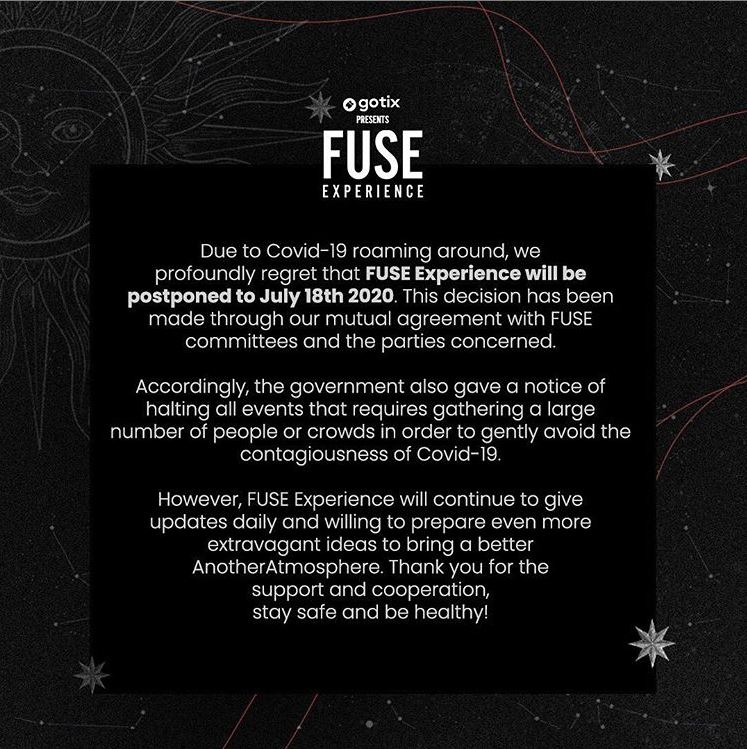 gotix
PRESENTS
FUSE
EXPERIENCE
Due to Covid-19 roaming around, we
profoundly regret that FUSE Experience will be
postponed to July 18th 2020. This decision has been
made through our mutual agreement with FUSE
committees and the parties concerned.
Accordingly, the government also gave a notice of
halting all events that requires gathering a large
number of people or crowds in order to gently avoid the
contagiousness of Covid-19.
However, FUSE Experience will continue to give
updates daily and willing to prepare even more
extravagant ideas to bring a better
AnotherAtmosphere. Thank you for the
support and cooperation,
stay safe and be healthy!